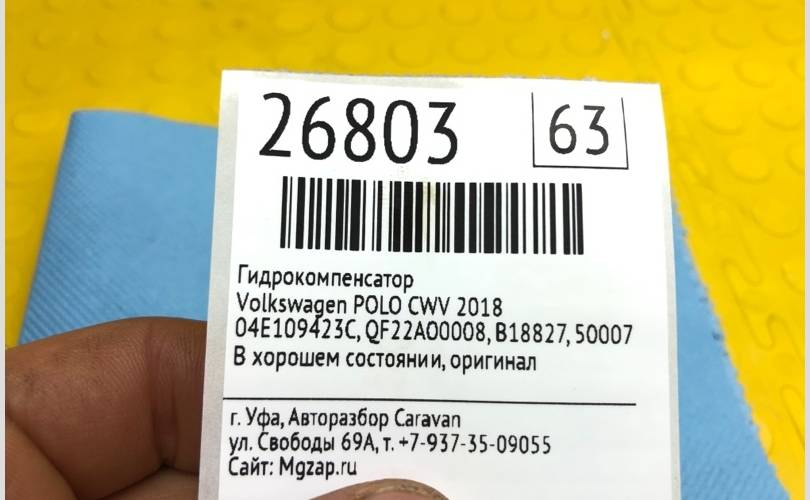 26803
63
Гидрокомпенсатор
Volkswagen POLO CWV 2018
04E109423C, QF22A00008, B18827, 50007
В хорошем состоянии, оригинал
г. Уфа, Авторазбор Caravan
ул. Свободы 69А, т. +7-937-35-09055
Сайт: Mgzap.ru